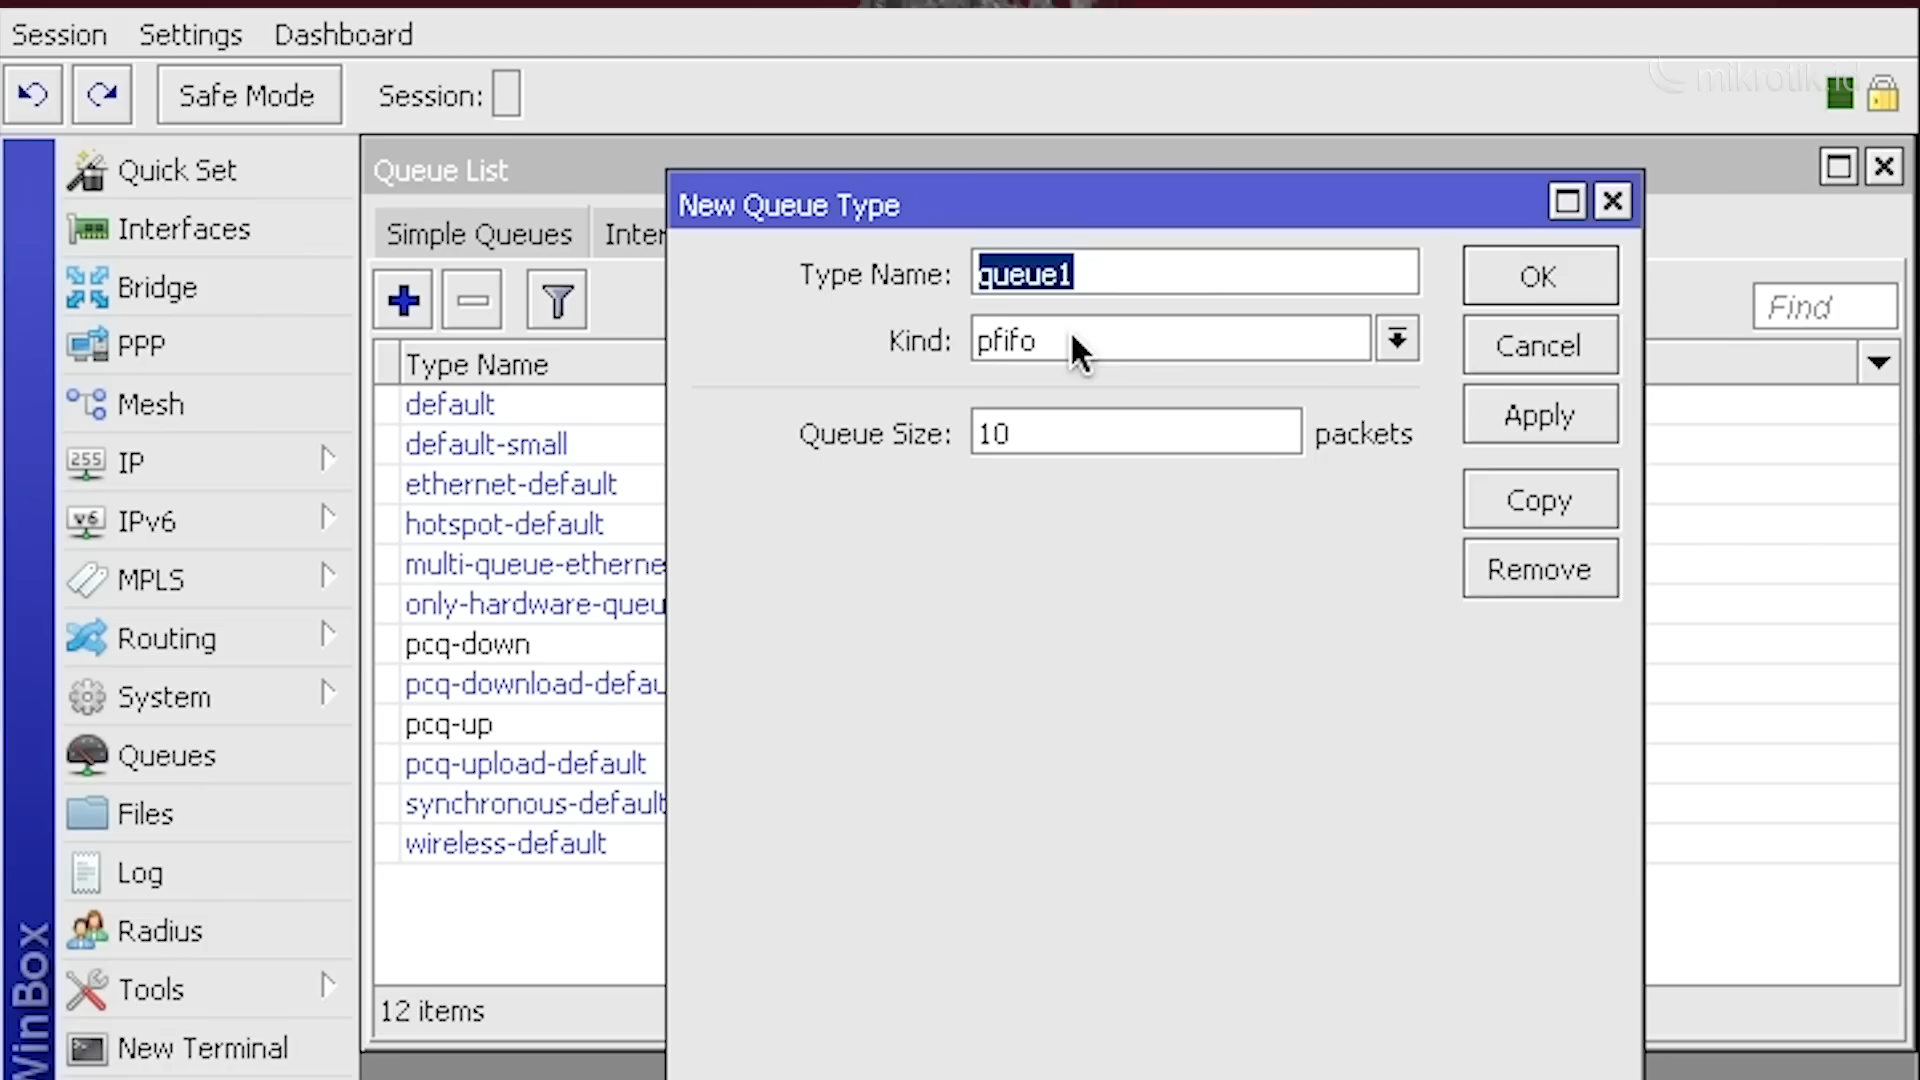 Session Settings Dashboard
Safe Mode Session:
mikrotik.id
Quick Set
Interfaces
Bridge
PPP
Mesh
255 IP
v6 IPv6
MPLS
Routing
System
Queues
Files
Log
Radius
Tools
New Terminal
WinBox
Queue List
Simple Queues Inter
Find
Type Name
default
default-small
ethernet-default
hotspot-default
multi-queue-etherne
only-hardware-queu
pcq-down
pcq-download-defau
pcq-up
pcq-upload-default
synchronous-default
wireless-default
12 items
New Queue Type
Type Name: queue1
Kind: pfifo
Queue Size: 10 packets
OK
Cancel
Apply
Copy
Remove